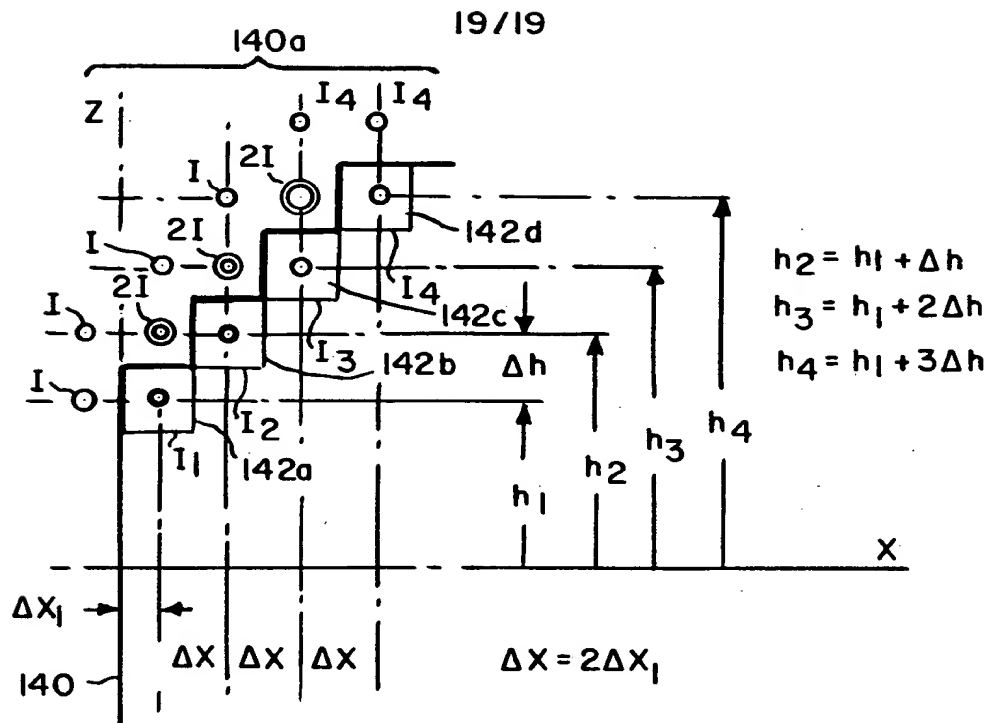 19/19
140a
Z
I4
I4
2I
I
2I
I
142d
2I
I4
I
142c
I3
142b
Δh
I
I2
I1
142a
h1
h2
h3
h4
h2 = h1 + Δh
h3 = h1 + 2Δh
h4 = h1 + 3Δh
X
ΔX1
ΔX
ΔX
ΔX
ΔX = 2ΔX1
140